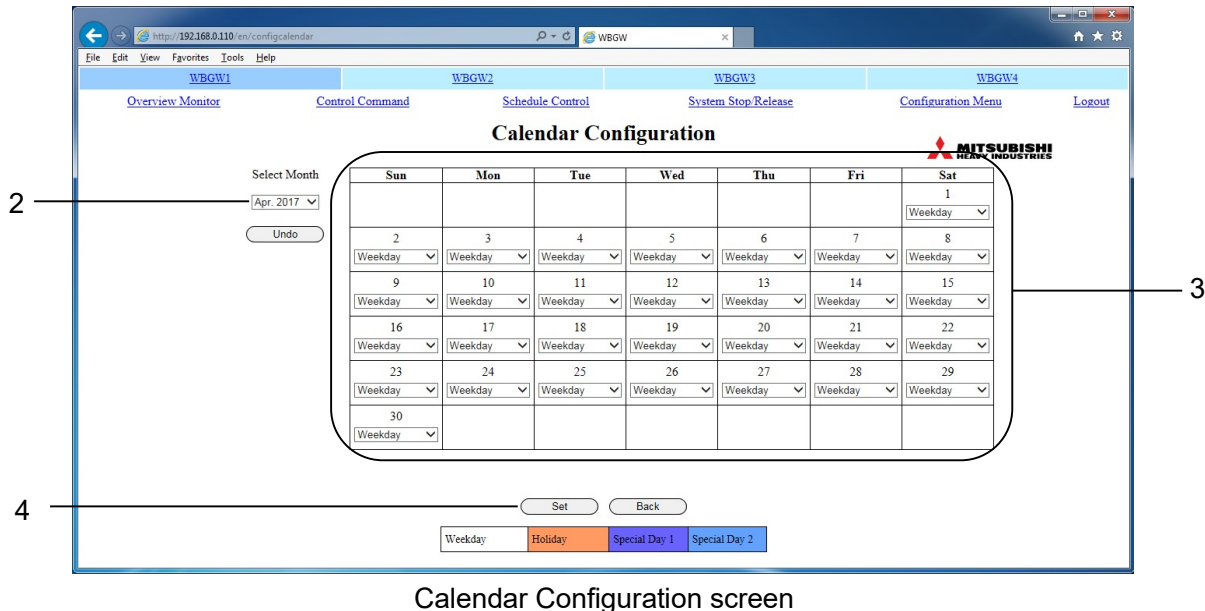 http://192.168.0.110/en/configcalendar
WBGW
File Edit View Favorites Tools Help
WBGW1 WBGW2 WBGW3 WBGW4
Overview Monitor Control Command Schedule Control System Stop/Release Configuration Menu Logout
Calendar Configuration
MITSUBISHI
HEAVY INDUSTRIES
Select Month
Sun Mon Tue Wed Thu Fri Sat
2
Apr. 2017
1
Weekday
Undo
2 3 4 5 6 7 8
Weekday Weekday Weekday Weekday Weekday Weekday Weekday
9 10 11 12 13 14 15
Weekday Weekday Weekday Weekday Weekday Weekday Weekday
3
16 17 18 19 20 21 22
Weekday Weekday Weekday Weekday Weekday Weekday Weekday
23 24 25 26 27 28 29
Weekday Weekday Weekday Weekday Weekday Weekday Weekday
30
Weekday
4
Set Back
Weekday Holiday Special Day 1 Special Day 2
Calendar Configuration screen